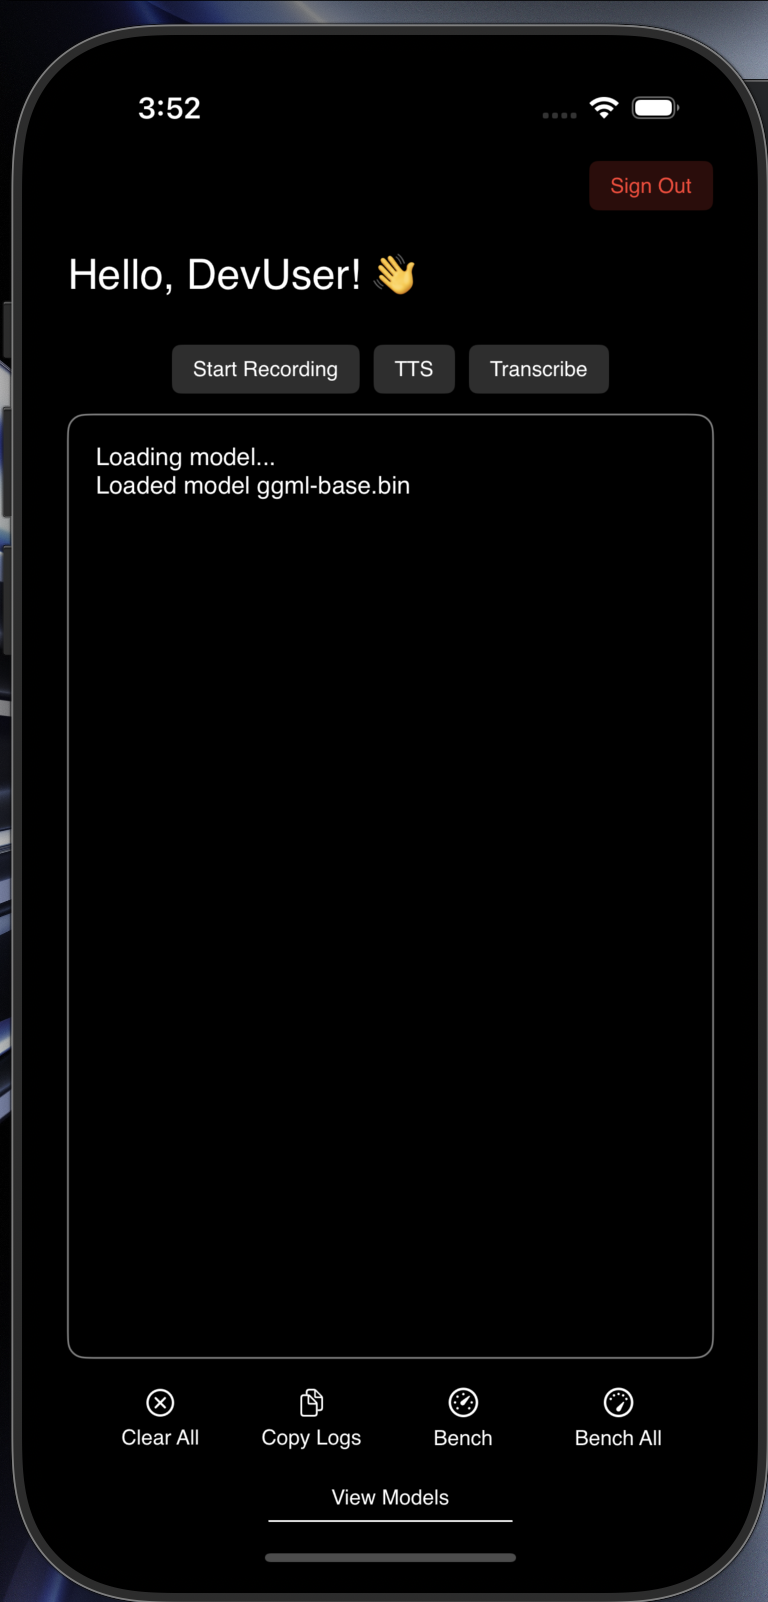 3:52
Sign Out
Hello, DevUser! 👋
Start Recording TTS Transcribe
Loading model...
Loaded model ggml-base.bin
Clear All Copy Logs Bench Bench All
View Models